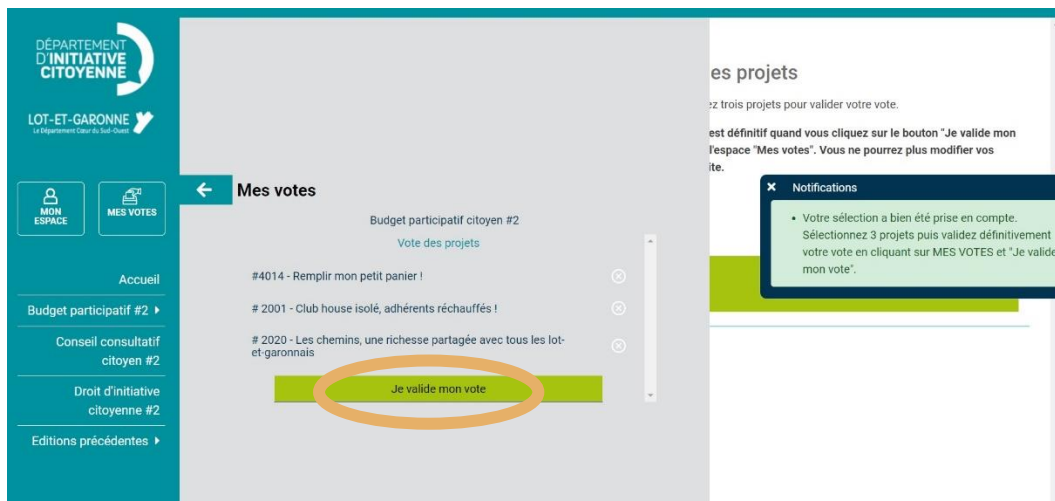 DÉPARTEMENT
D'INITIATIVE
CITOYENNE
LOT-ET-GARONNE
Le Département Cœur du Sud-Ouest
MON
ESPACE
MES VOTES
Accueil
Budget participatif #2
Conseil consultatif
citoyen #2
Droit d'initiative
citoyenne #2
Editions précédentes
Mes votes
Budget participatif citoyen #2
Vote des projets
#4014 - Remplir mon petit panier !
# 2001 - Club house isolé, adhérents réchauffés !
# 2020 - Les chemins, une richesse partagée avec tous les lot-
et-garonnais
Je valide mon vote
es projets
ez trois projets pour valider votre vote.
est définitif quand vous cliquez sur le bouton "Je valide mon
l'espace "Mes votes". Vous ne pourrez plus modifier vos
ite.
Notifications
• Votre sélection a bien été prise en compte.
Sélectionnez 3 projets puis validez définitivement
votre vote en cliquant sur MES VOTES et "Je valide
mon vote".